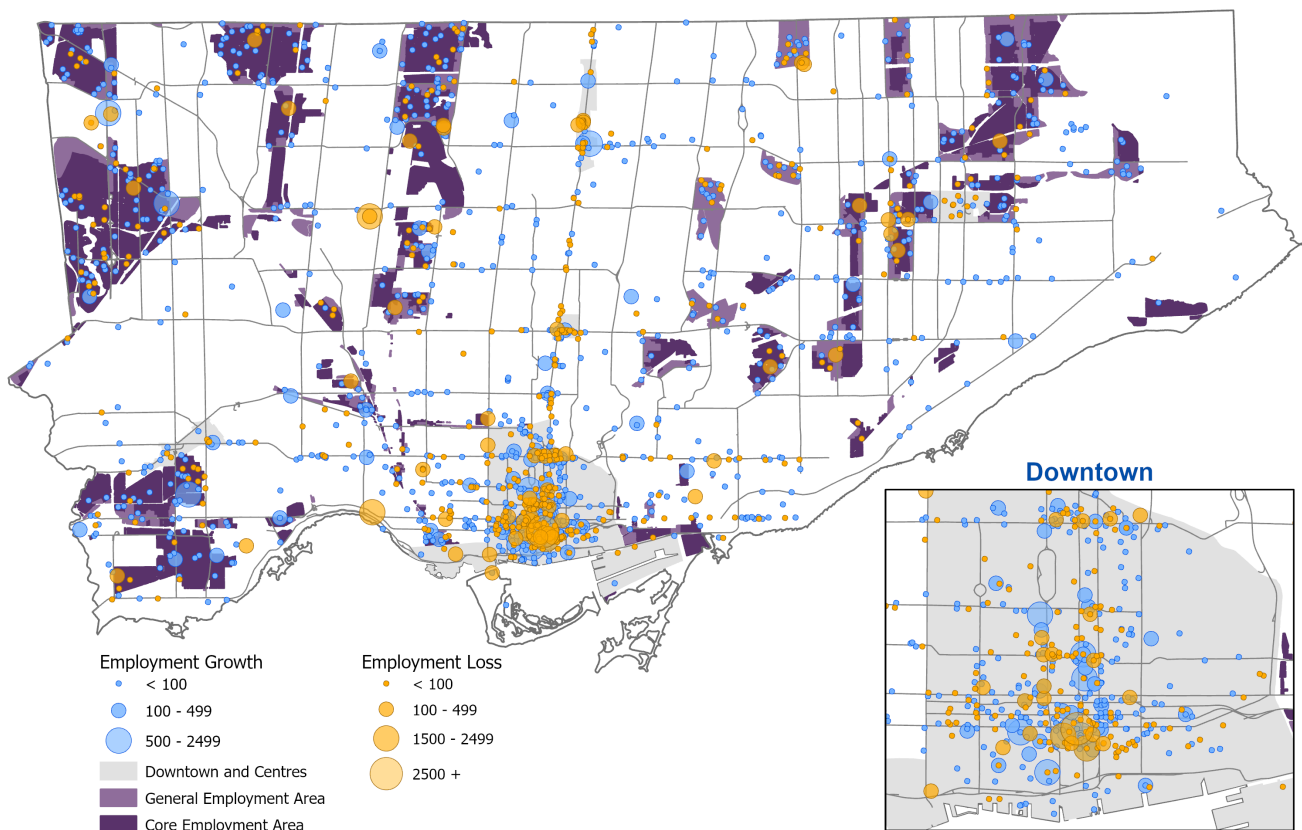 Downtown
Employment Growth
< 100
100 - 499
500 - 2499
Downtown and Centres
General Employment Area
Core Employment Area
Employment Loss
< 100
100 - 499
1500 - 2499
2500 +